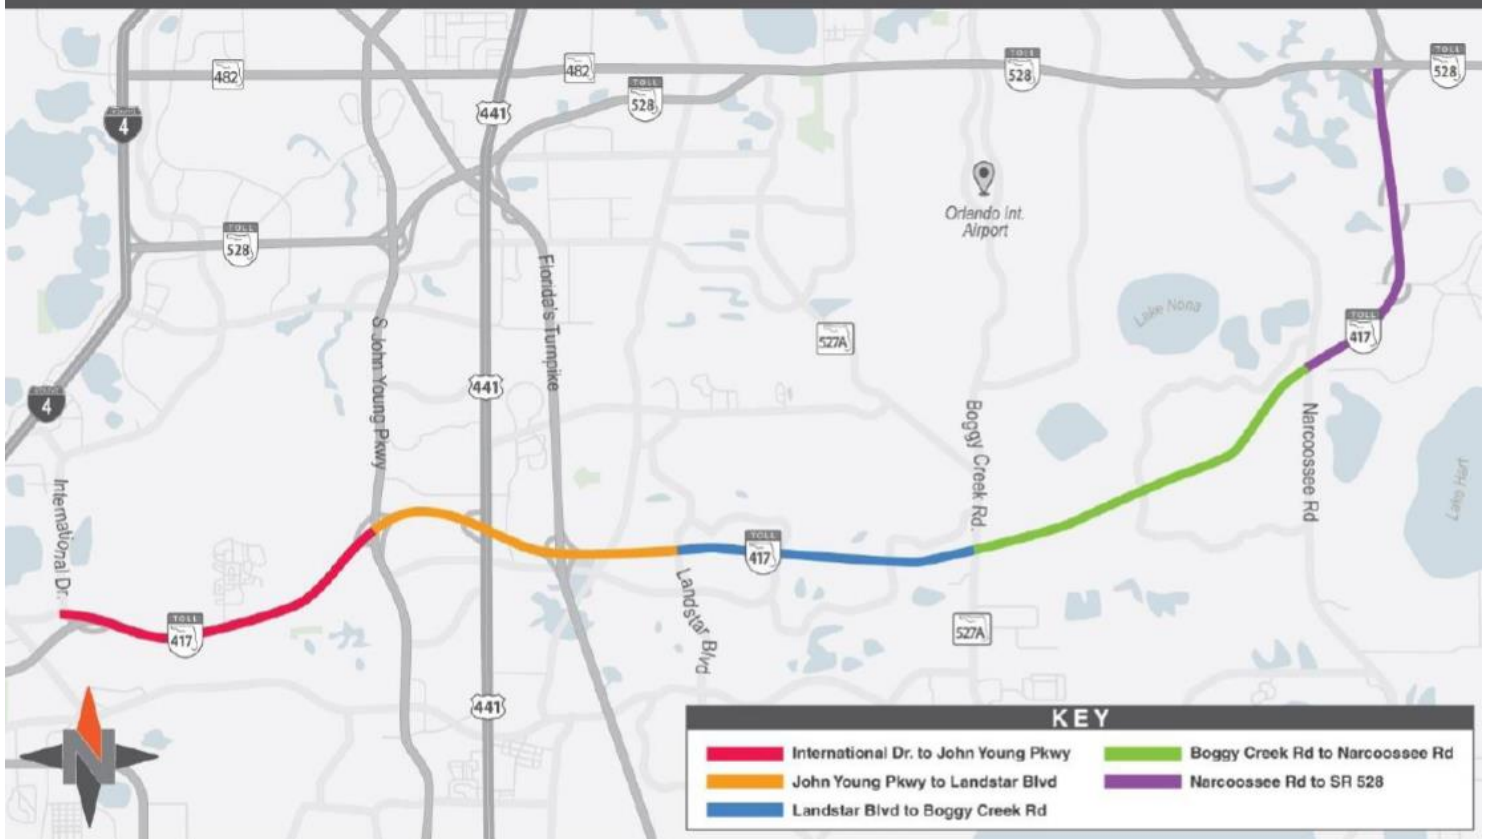 482
482
TOLL
528
TOLL
528
TOLL
528
441
4
Orlando Int.
Airport
TOLL
528
Florida's Turnpike
Lake Nona
TOLL
417
527A
S John Young Pkwy
441
4
Boggy Creek Rd.
Narcoossee Rd
Lake Hart
International Dr.
TOLL
417
Landstar Blvd
TOLL
417
527A
441
N
KEY
International Dr. to John Young Pkwy
John Young Pkwy to Landstar Blvd
Landstar Blvd to Boggy Creek Rd
Boggy Creek Rd to Narcoossee Rd
Narcoossee Rd to SR 528